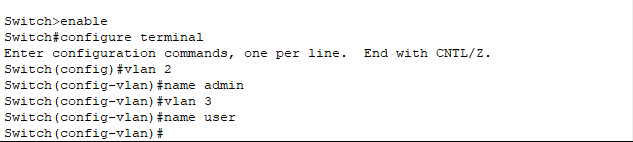 Switch>enable
Switch#configure terminal
Enter configuration commands, one per line.  End with CNTL/Z.
Switch(config)#vlan 2
Switch(config-vlan)#name admin
Switch(config-vlan)#vlan 3
Switch(config-vlan)#name user
Switch(config-vlan)#